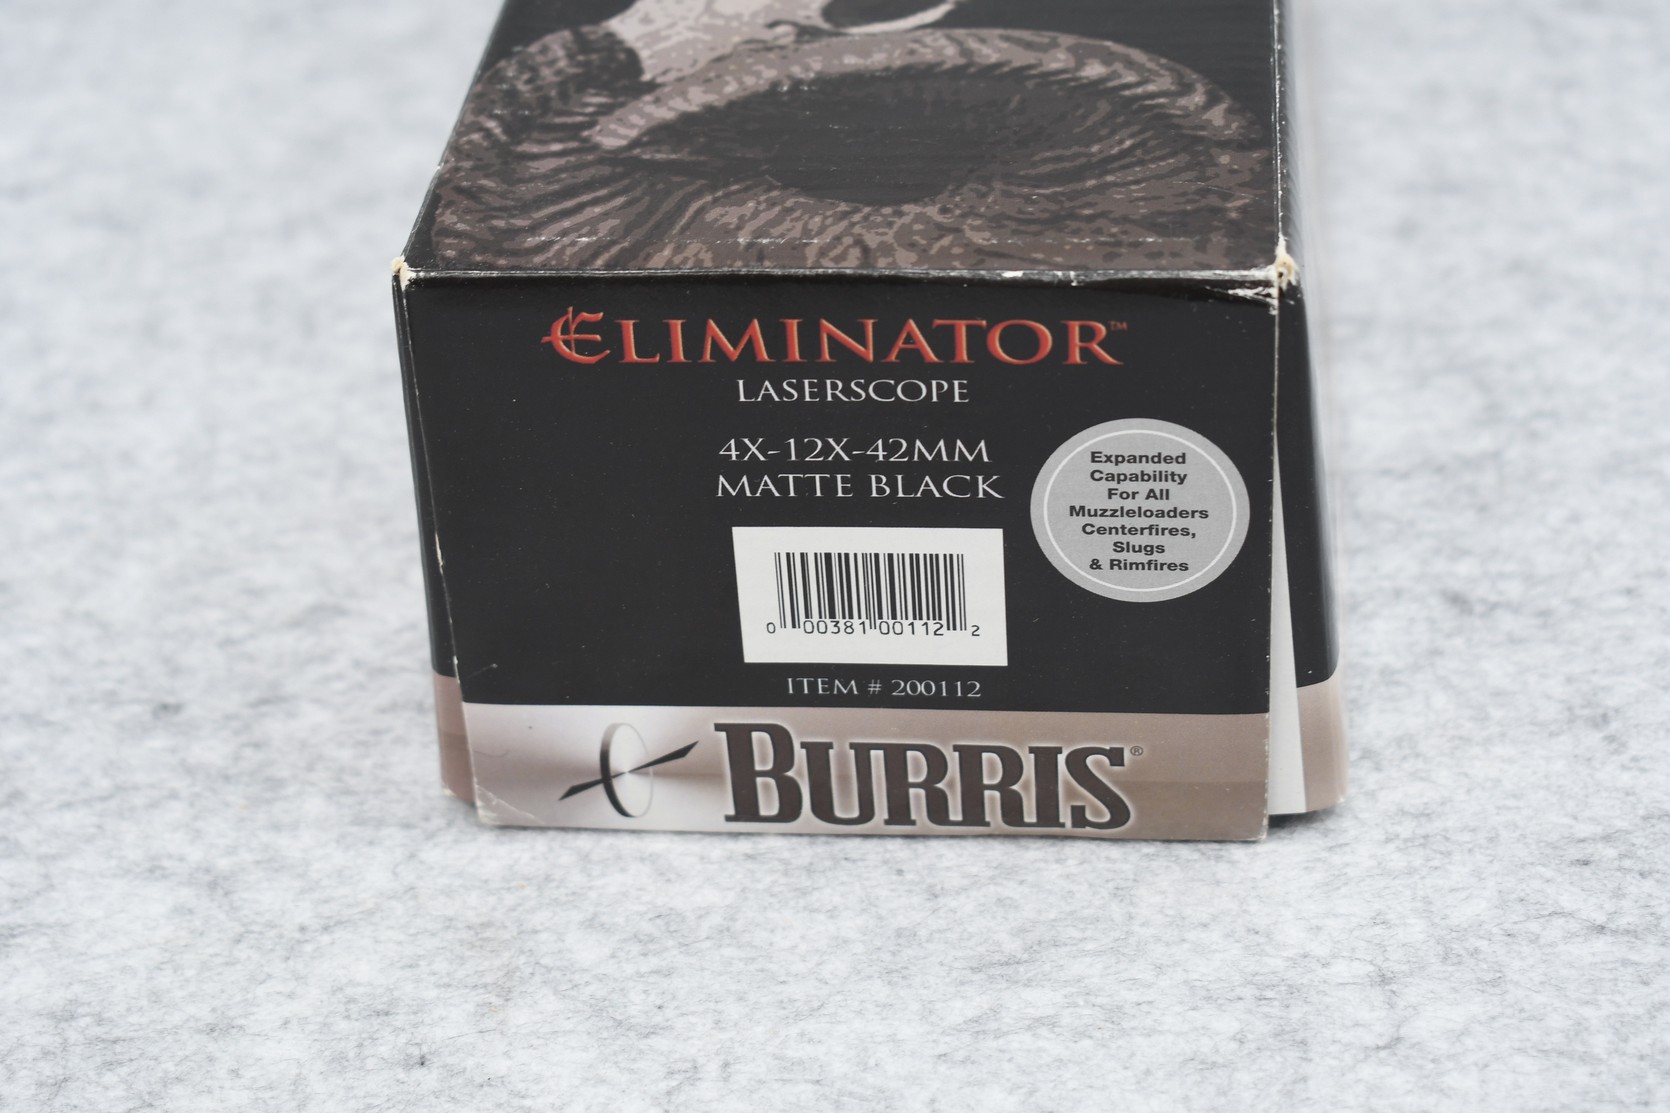 ELIMINATOR™
LASERSCOPE
4X-12X-42MM
MATTE BLACK
Expanded
Capability
For All
Muzzleloaders
Centerfires,
Slugs
& Rimfires
0 00381 00112 2
ITEM # 200112
BURRIS®